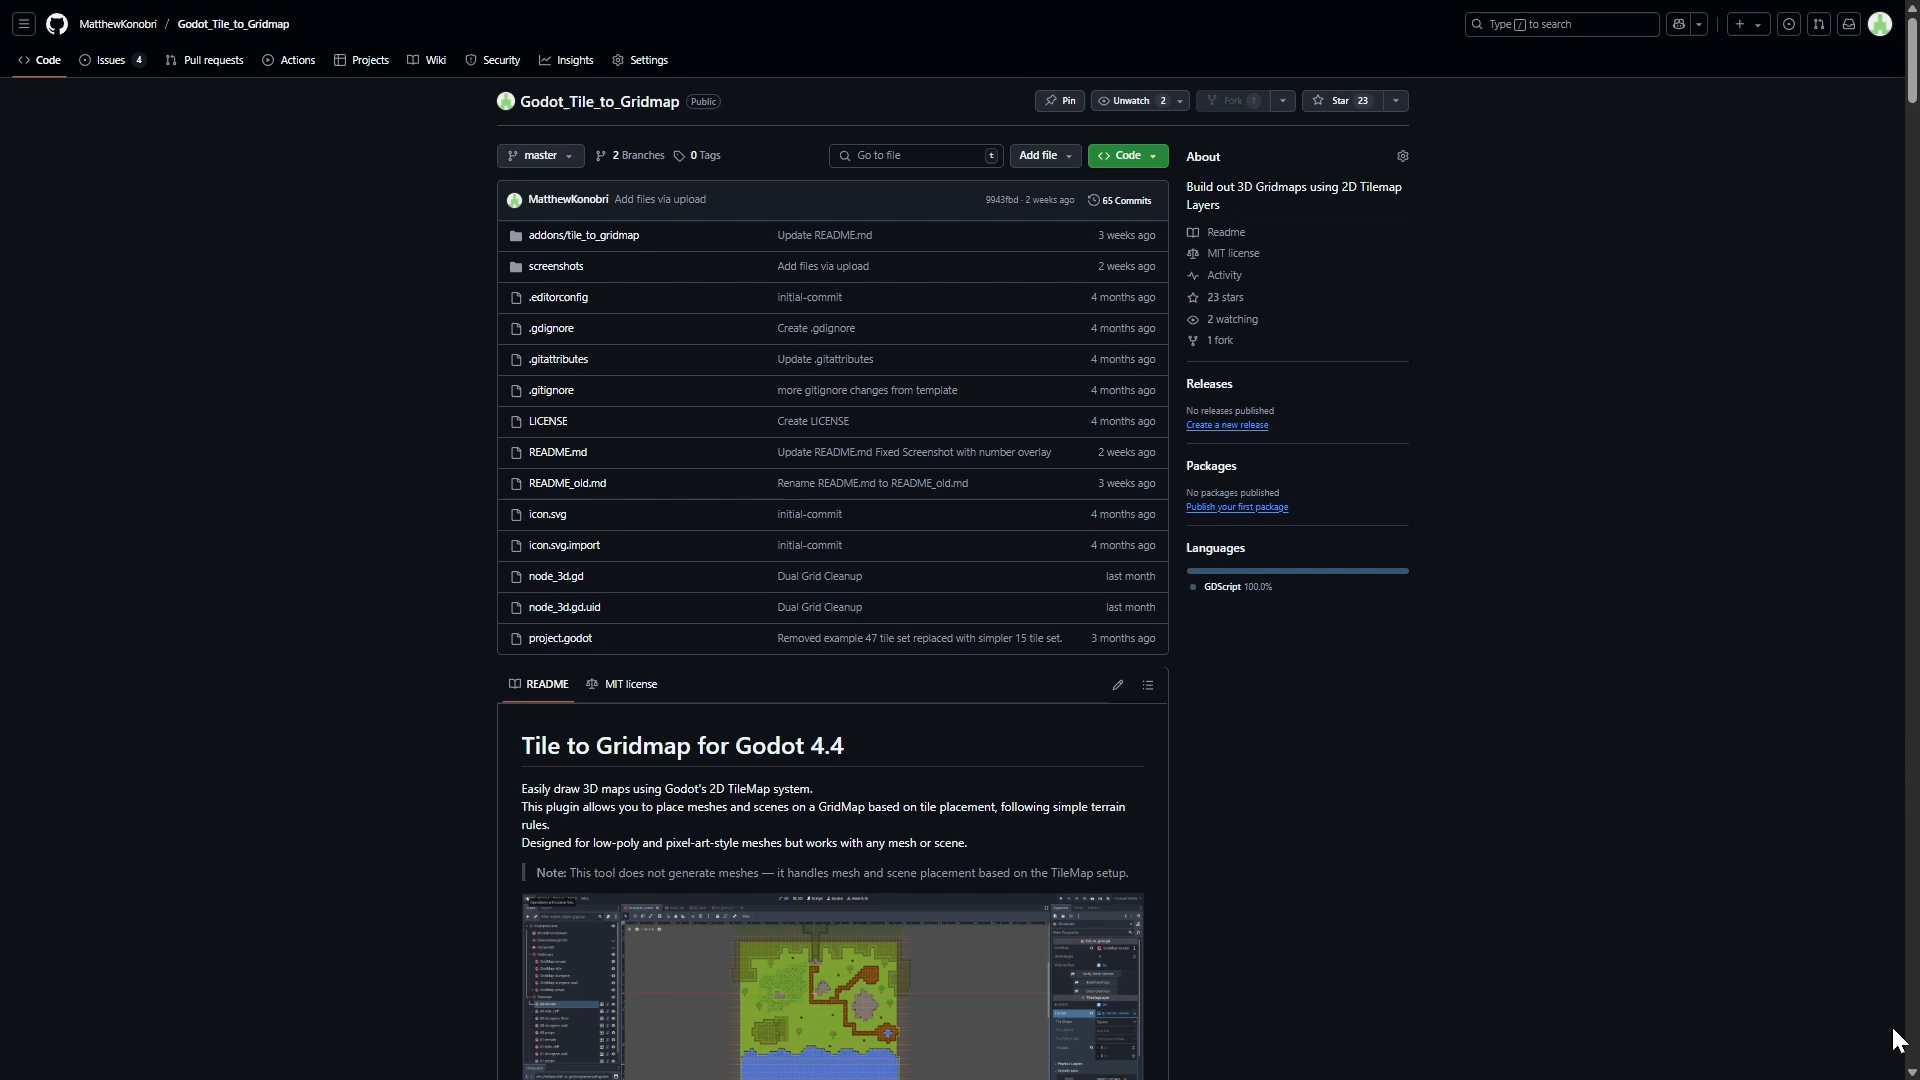 MatthewKonobri / Godot_Tile_to_Gridmap
Type / to search
Code
Issues 4
Pull requests
Actions
Projects
Wiki
Security
Insights
Settings
Godot_Tile_to_Gridmap Public
Pin
Unwatch 2
Fork 1
Star 23
master
2 Branches
0 Tags
Go to file t
Add file
Code
MatthewKonobri Add files via upload 9943fbd · 2 weeks ago 65 Commits
addons/tile_to_gridmap Update README.md 3 weeks ago
screenshots Add files via upload 2 weeks ago
.editorconfig initial-commit 4 months ago
.gdignore Create .gdignore 4 months ago
.gitattributes Update .gitattributes 4 months ago
.gitignore more gitignore changes from template 4 months ago
LICENSE Create LICENSE 4 months ago
README.md Update README.md Fixed Screenshot with number overlay 2 weeks ago
README_old.md Rename README.md to README_old.md 3 weeks ago
icon.svg initial-commit 4 months ago
icon.svg.import initial-commit 4 months ago
node_3d.gd Dual Grid Cleanup last month
node_3d.gd.uid Dual Grid Cleanup last month
project.godot Removed example 47 tile set replaced with simpler 15 tile set. 3 months ago
About
Build out 3D Gridmaps using 2D Tilemap
Layers
Readme
MIT license
Activity
23 stars
2 watching
1 fork
Releases
No releases published
Create a new release
Packages
No packages published
Publish your first package
Languages
GDScript 100.0%
README
MIT license
Tile to Gridmap for Godot 4.4
Easily draw 3D maps using Godot's 2D TileMap system.
This plugin allows you to place meshes and scenes on a GridMap based on tile placement, following simple terrain
rules.
Designed for low-poly and pixel-art-style meshes but works with any mesh or scene.
Note: This tool does not generate meshes — it handles mesh and scene placement based on the TileMap setup.